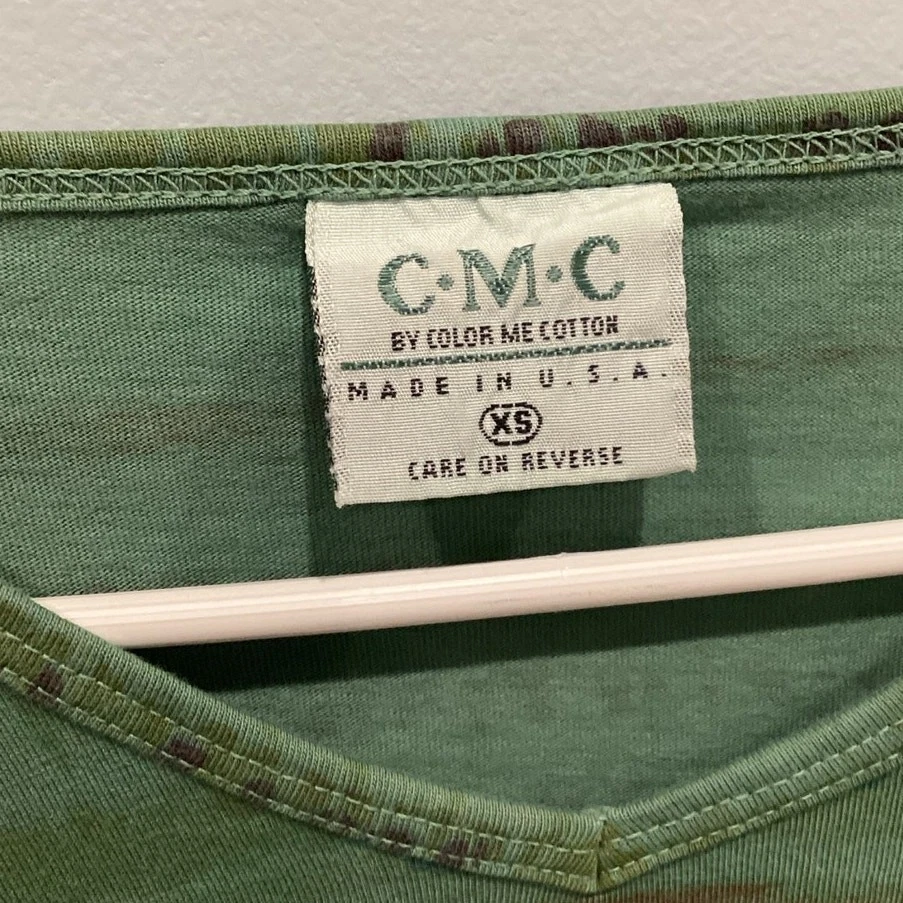 C·M·C
BY COLOR ME COTTON
MADE IN U.S.A.
XS
CARE ON REVERSE